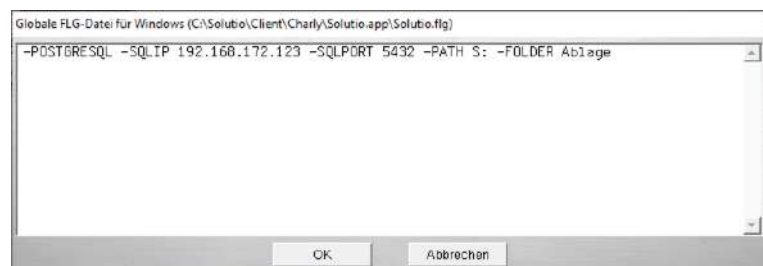 Globale FLG-Datei für Windows (C:\Solutio\Client\Charly\Solutio.app\Solutio.flg)
-POSTGRESQL -SQLIP 192.168.172.123 -SQLPORT 5432 -PATH S: -FOLDER Ablage
OK Abbrechen